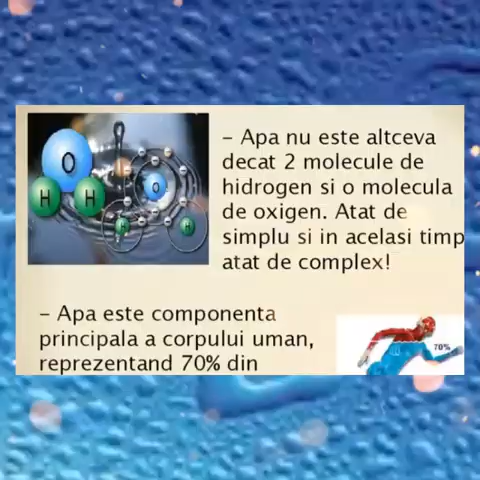 O
H H
O
H H
- Apa nu este altceva
decat 2 molecule de
hidrogen si o molecula
de oxigen. Atat de
simplu si in acelasi timp
atat de complex!
- Apa este componenta
principala a corpului uman,
reprezentand 70% din
70%